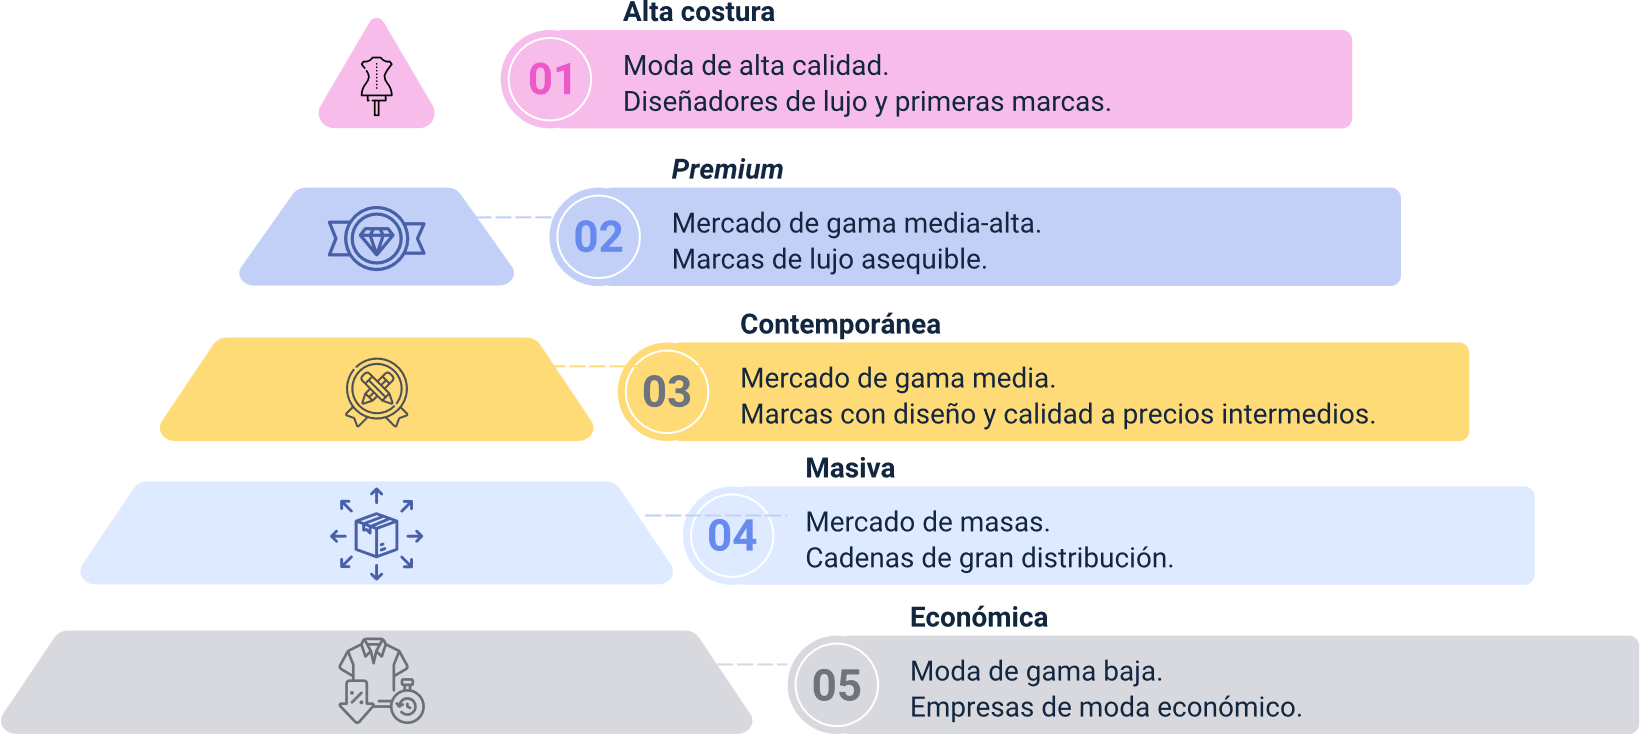 Alta costura
01
Moda de alta calidad.
Diseñadores de lujo y primeras marcas.
Premium
02
Mercado de gama media-alta.
Marcas de lujo asequible.
Contemporánea
03
Mercado de gama media.
Marcas con diseño y calidad a precios intermedios.
Masiva
04
Mercado de masas.
Cadenas de gran distribución.
Económica
05
Moda de gama baja.
Empresas de moda económico.
%